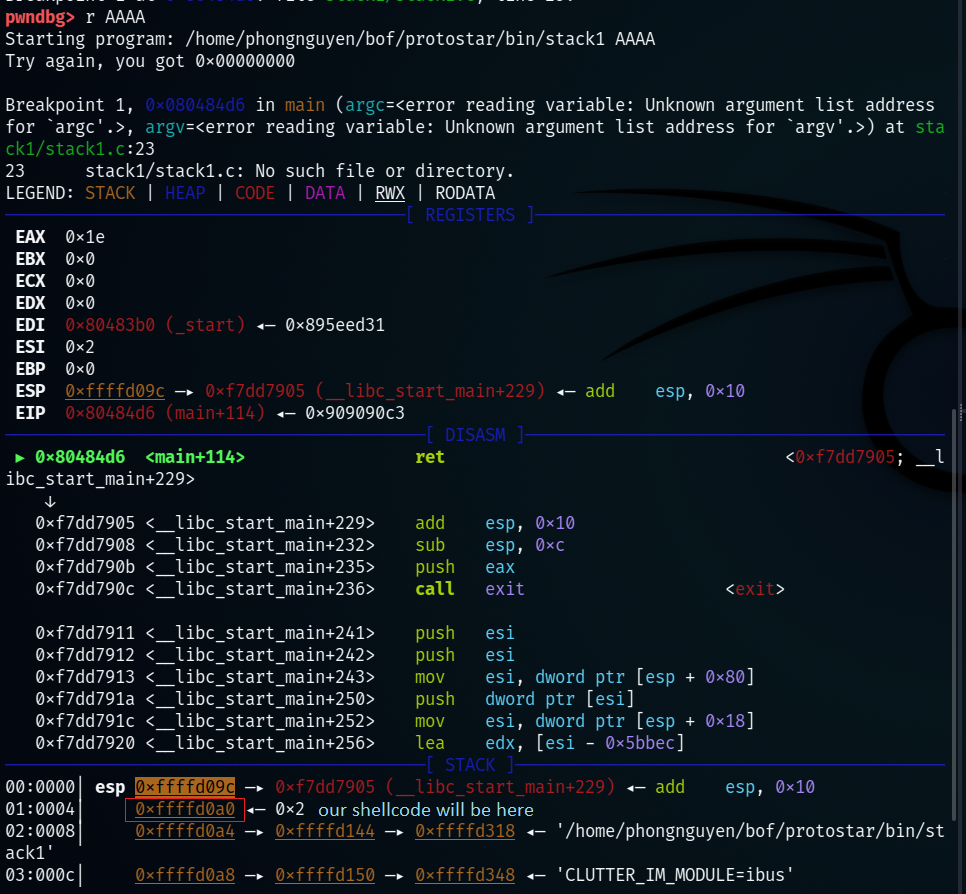 pwndbg> r AAAA
Starting program: /home/phongnguyen/bof/protostar/bin/stack1 AAAA
Try again, you got 0×00000000
Breakpoint 1, 0×080484d6 in main (argc=<error reading variable: Unknown argument list address
for `argc'.>, argv=<error reading variable: Unknown argument list address for `argv'.>) at sta
ck1/stack1.c:23
23      stack1/stack1.c: No such file or directory.
LEGEND: STACK | HEAP | CODE | DATA | RWX | RODATA
[ REGISTERS ]
EAX  0×1e
EBX  0×0
ECX  0×0
EDX  0×0
EDI  0×80483b0 (_start) ◂— 0×895eed31
ESI  0×2
EBP  0×0
ESP  0×ffffd09c —▸ 0×f7dd7905 (__libc_start_main+229) ◂— add    esp, 0×10
EIP  0×80484d6 (main+114) ◂— 0×909090c3
[ DISASM ]
► 0×80484d6  <main+114>    ret    <0×f7dd7905; __l
ibc_start_main+229>
↓
0×f7dd7905 <__libc_start_main+229>    add    esp, 0×10
0×f7dd7908 <__libc_start_main+232>    sub    esp, 0×c
0×f7dd790b <__libc_start_main+235>    push   eax
0×f7dd790c <__libc_start_main+236>    call   exit    <exit>
0×f7dd7911 <__libc_start_main+241>    push   esi
0×f7dd7912 <__libc_start_main+242>    push   esi
0×f7dd7913 <__libc_start_main+243>    mov    esi, dword ptr [esp + 0×80]
0×f7dd791a <__libc_start_main+250>    push   dword ptr [esi]
0×f7dd791c <__libc_start_main+252>    mov    esi, dword ptr [esp + 0×18]
0×f7dd7920 <__libc_start_main+256>    lea    edx, [esi - 0×5bbec]
[ STACK ]
00:0000│ esp 0×ffffd09c —▸ 0×f7dd7905 (__libc_start_main+229) ◂— add    esp, 0×10
01:0004│     0×ffffd0a0 ◂— 0×2  our shellcode will be here
02:0008│     0×ffffd0a4 —▸ 0×ffffd144 —▸ 0×ffffd318 ◂— '/home/phongnguyen/bof/protostar/bin/st
ack1'
03:000c│     0×ffffd0a8 —▸ 0×ffffd150 —▸ 0×ffffd348 ◂— 'CLUTTER_IM_MODULE=ibus'